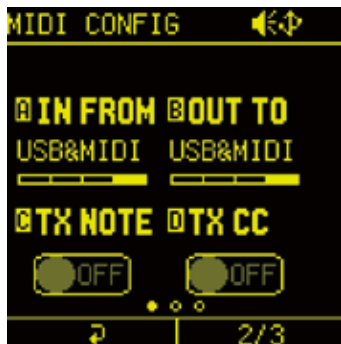 MIDI CONFIG
A IN FROM B OUT TO
USB&MIDI USB&MIDI
C TX NOTE D TX CC
OFF OFF
2/3